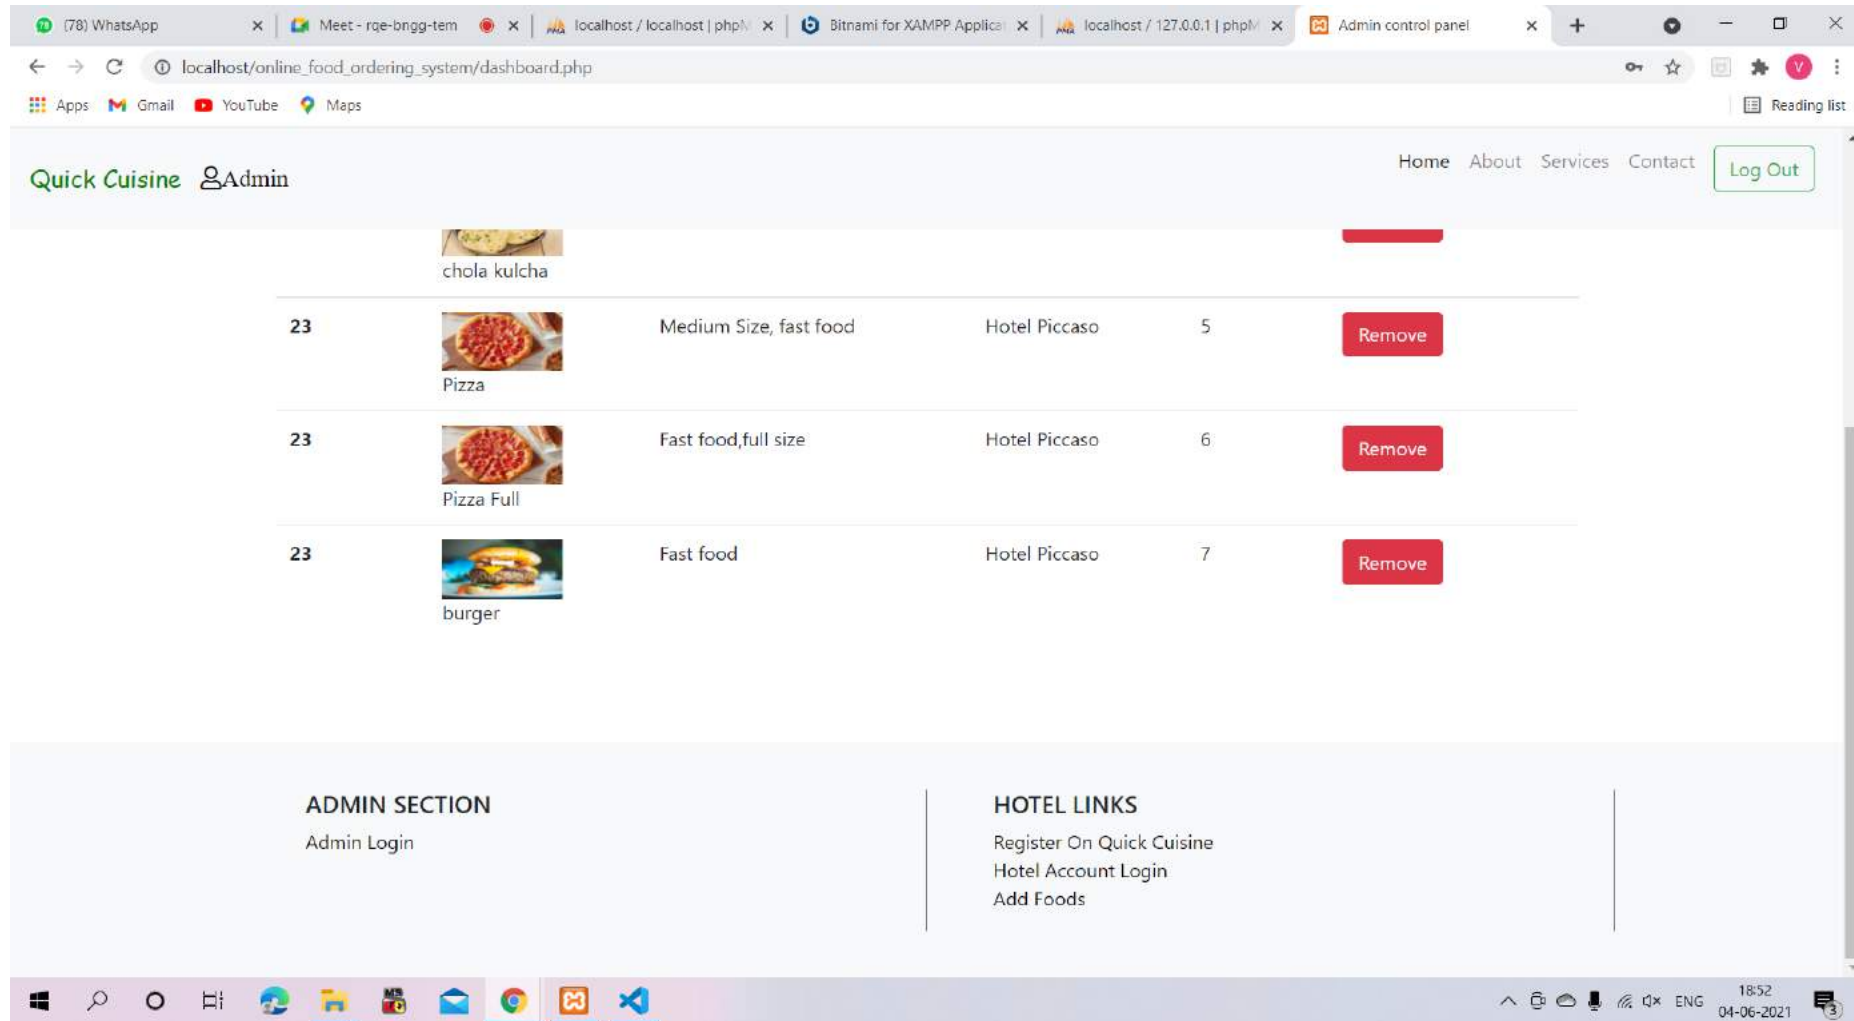 (78) WhatsApp
Meet - rqe-bngg-tem
localhost / localhost | phpM
Bitnami for XAMPP Applica
localhost / 127.0.0.1 | phpM
Admin control panel
localhost/online_food_ordering_system/dashboard.php
V
Apps
Gmail
YouTube
Maps
Reading list
Quick Cuisine
Admin
Home
About
Services
Contact
Log Out
chola kulcha
23
Medium Size, fast food
Hotel Piccaso
5
Remove
Pizza
23
Fast food,full size
Hotel Piccaso
6
Remove
Pizza Full
23
Fast food
Hotel Piccaso
7
Remove
burger
ADMIN SECTION
HOTEL LINKS
Admin Login
Register On Quick Cuisine
Hotel Account Login
Add Foods
ENG
18:52
04-06-2021
3